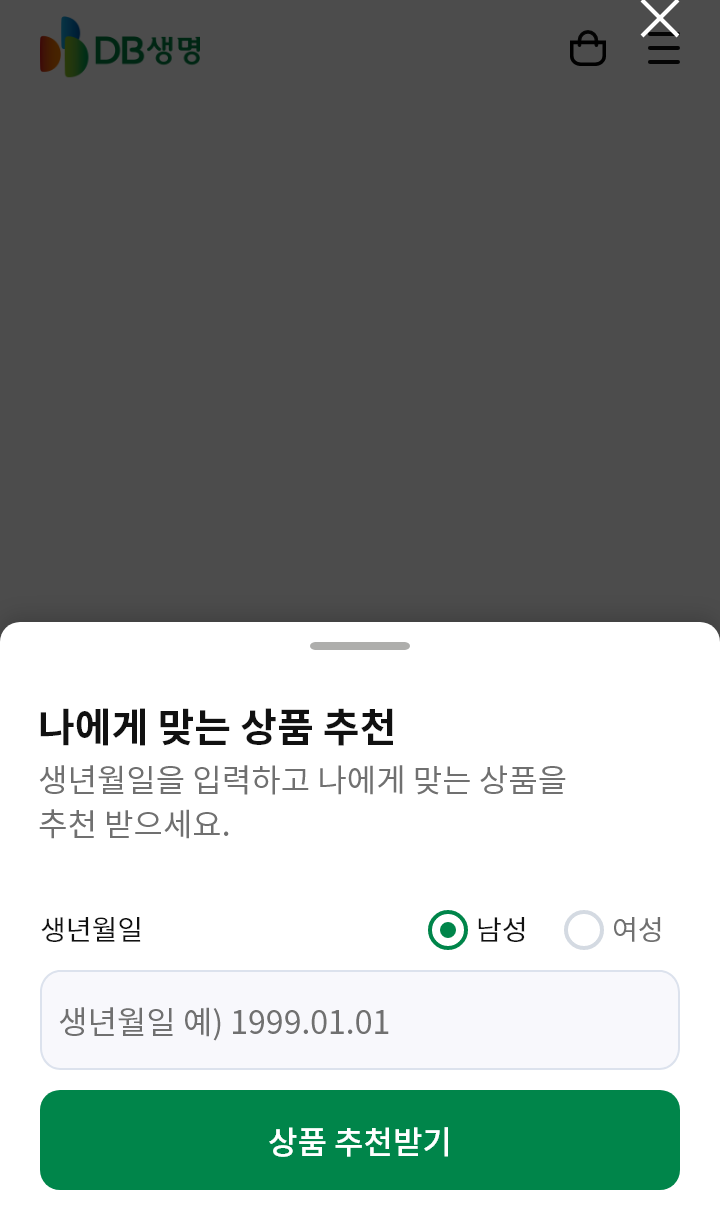 DB생명
나에게 맞는 상품 추천
생년월일을 입력하고 나에게 맞는 상품을
추천 받으세요.
생년월일 남성 여성
생년월일 예) 1999.01.01
상품 추천받기